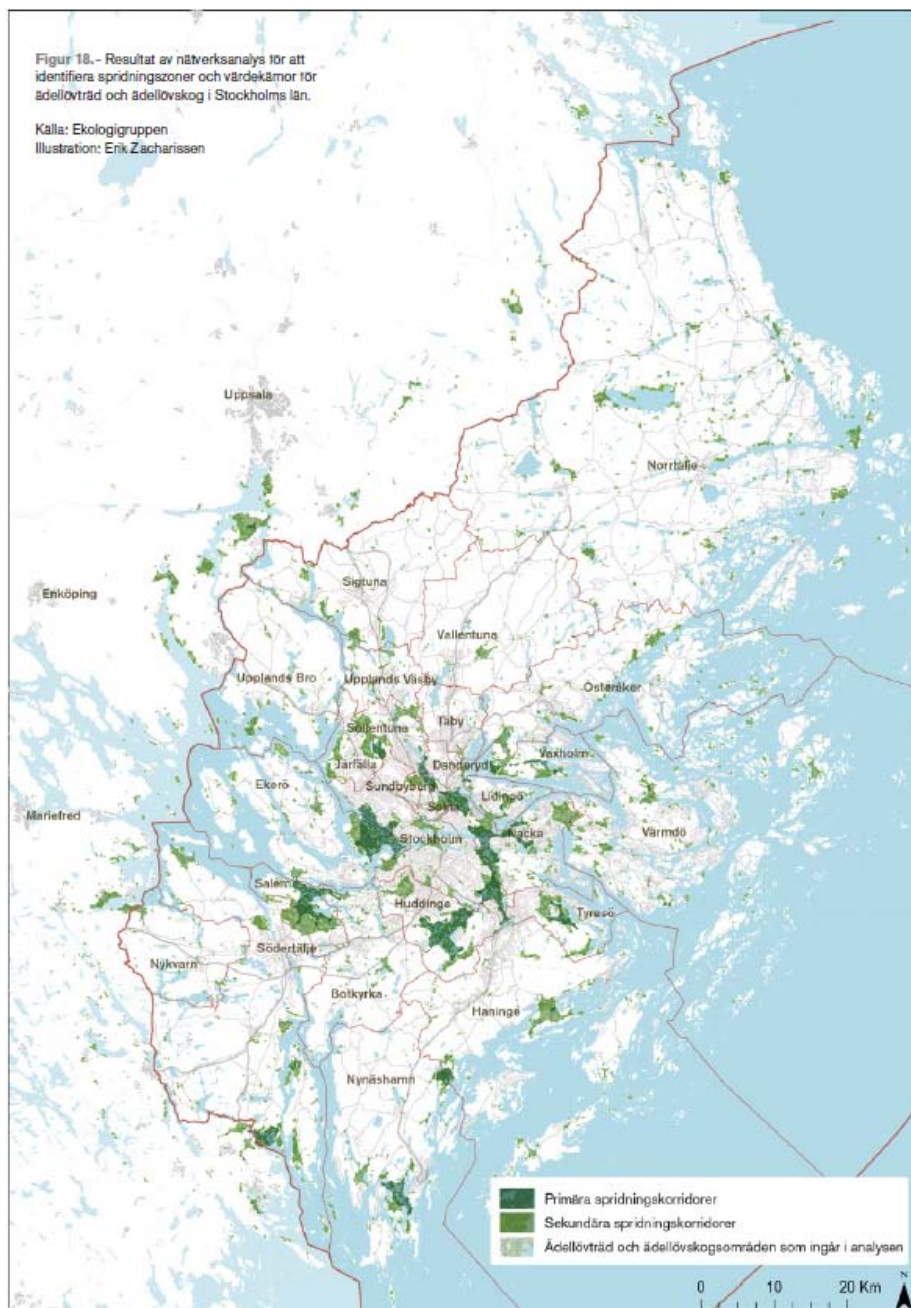 Figur 18.- Resultat av nätverksanalys för att
identifiera spridningszoner och värdekärnor för
ädellövträd och ädellövskog i Stockholms län.
Källa: Ekologigruppen
Illustration: Erik Zacharissen
Uppsala
Norrtälje
Enköping
Sigtuna
Vallentuna
Upplands Bro
Upplands Väsby
Österåker
Sollentuna
Täby
Järfälla
Danderyd
Vaxholm
Ekerö
Sundbyberg
Solna
Lidingö
Mariefred
Stockholm
Nacka
Värmdö
Salem
Huddinge
Tyresö
Södertälje
Nykvarn
Botkyrka
Haninge
Nynäshamn
Primära spridningskorridorer
Sekundära spridningskorridorer
Ädellövträd och ädellövskogsområden som ingår i analysen
N
0 10 20 Km